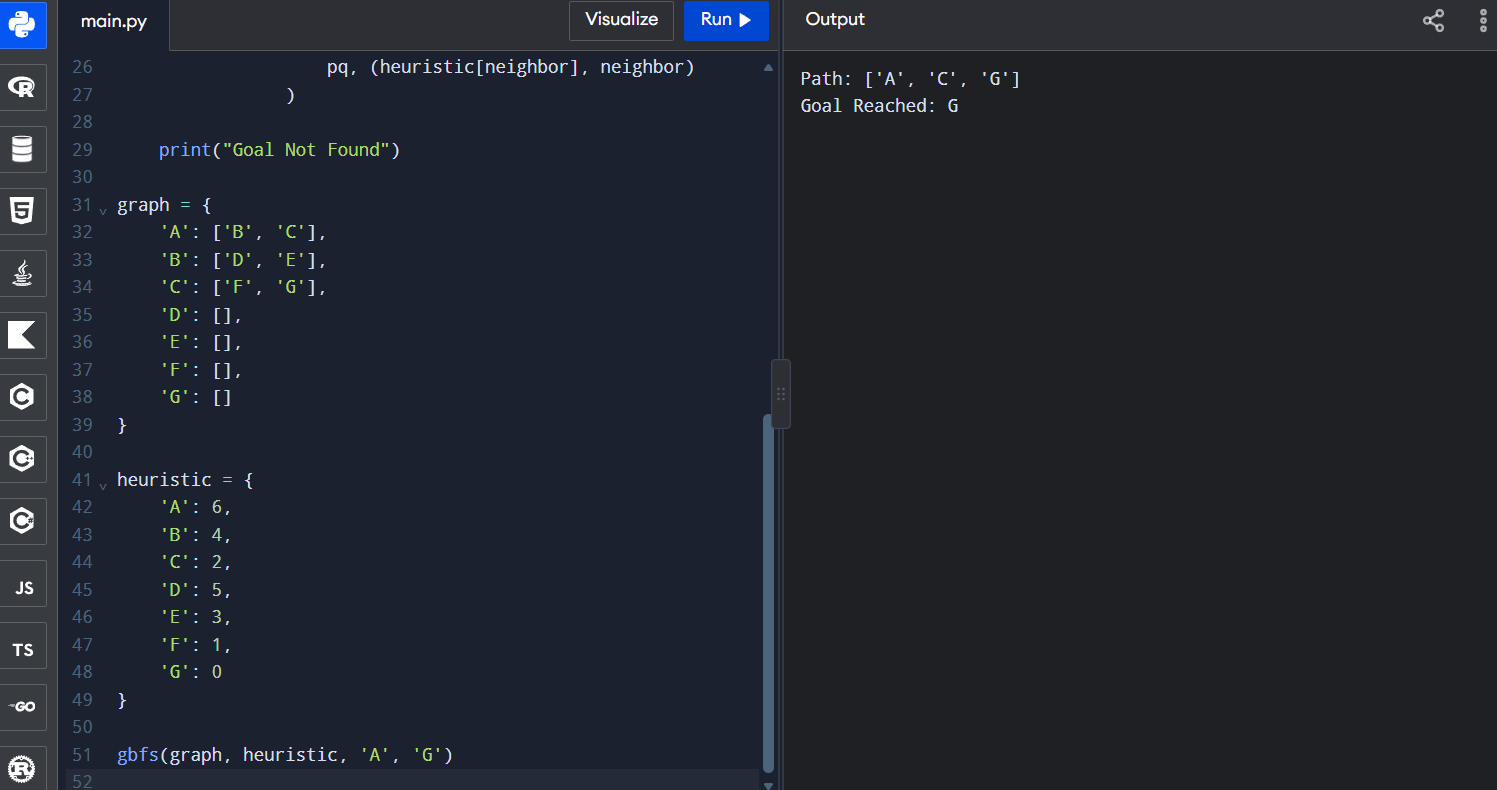 main.py
Visualize
Run
Output
26 pq, (heuristic[neighbor], neighbor)
27 )
28
29 print("Goal Not Found")
30
31 graph = {
32 'A': ['B', 'C'],
33 'B': ['D', 'E'],
34 'C': ['F', 'G'],
35 'D': [],
36 'E': [],
37 'F': [],
38 'G': []
39 }
40
41 heuristic = {
42 'A': 6,
43 'B': 4,
44 'C': 2,
45 'D': 5,
46 'E': 3,
47 'F': 1,
48 'G': 0
49 }
50
51 gbfs(graph, heuristic, 'A', 'G')
52
Path: ['A', 'C', 'G']
Goal Reached: G
R
5
C
C++
C#
JS
TS
GO
R